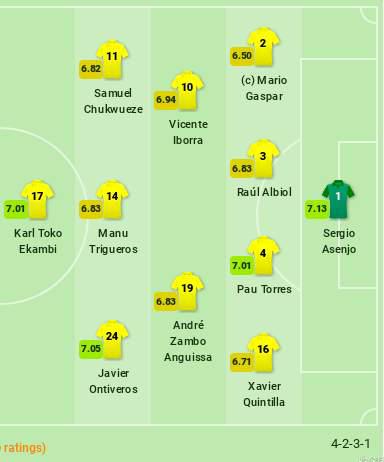 11
6.82
Samuel
Chukwueze
10
6.94
Vicente
Iborra
2
6.50
(c) Mario
Gaspar
3
6.83
Raúl Albiol
17
7.01
Karl Toko
Ekambi
14
6.83
Manu
Trigueros
1
7.13
Sergio
Asenjo
4
7.01
Pau Torres
19
6.83
André
Zambo
Anguissa
24
7.05
Javier
Ontiveros
16
6.71
Xavier
Quintilla
ratings)
4-2-3-1